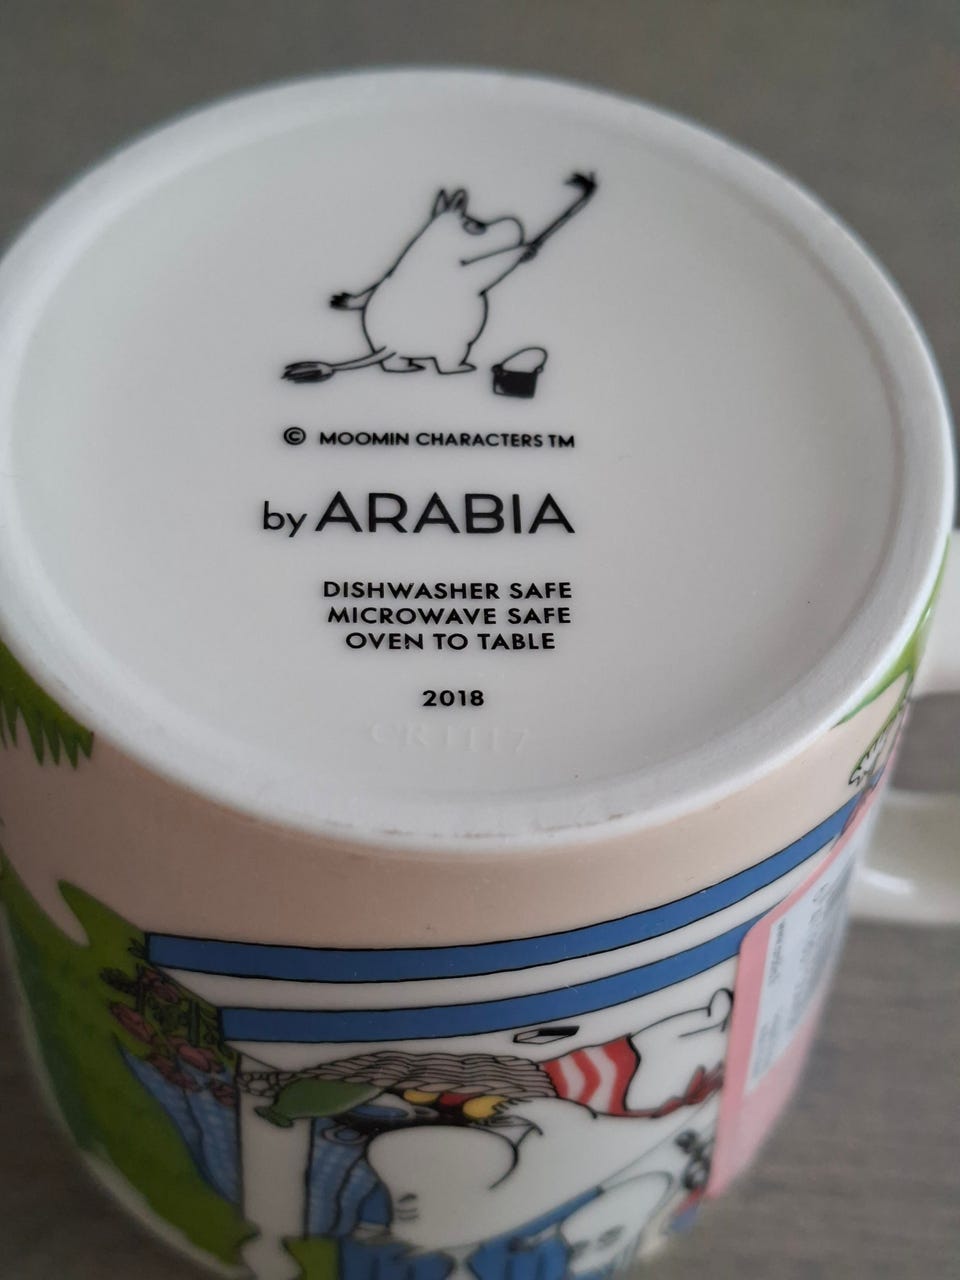 © MOOMIN CHARACTERS TM
by ARABIA
DISHWASHER SAFE
MICROWAVE SAFE
OVEN TO TABLE
2018